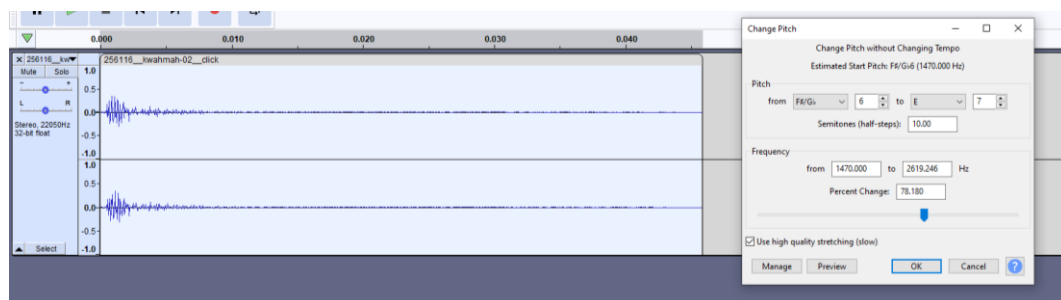 0.000 0.010 0.020 0.030 0.040
× 256116__kw▼
256116__kwahmah-02__click
Mute Solo
- +
L R
Stereo, 22050Hz
32-bit float
Select
1.0
0.5
0.0
-0.5
-1.0
1.0
0.5
0.0
-0.5
-1.0
Change Pitch
Change Pitch without Changing Tempo
Estimated Start Pitch: F♯/G♭6 (1470.000 Hz)
Pitch
from F♯/G♭ 6 to E 7
Semitones (half-steps): 10.00
Frequency
from 1470.000 to 2619.246 Hz
Percent Change: 78.180
Use high quality stretching (slow)
Manage Preview OK Cancel ?